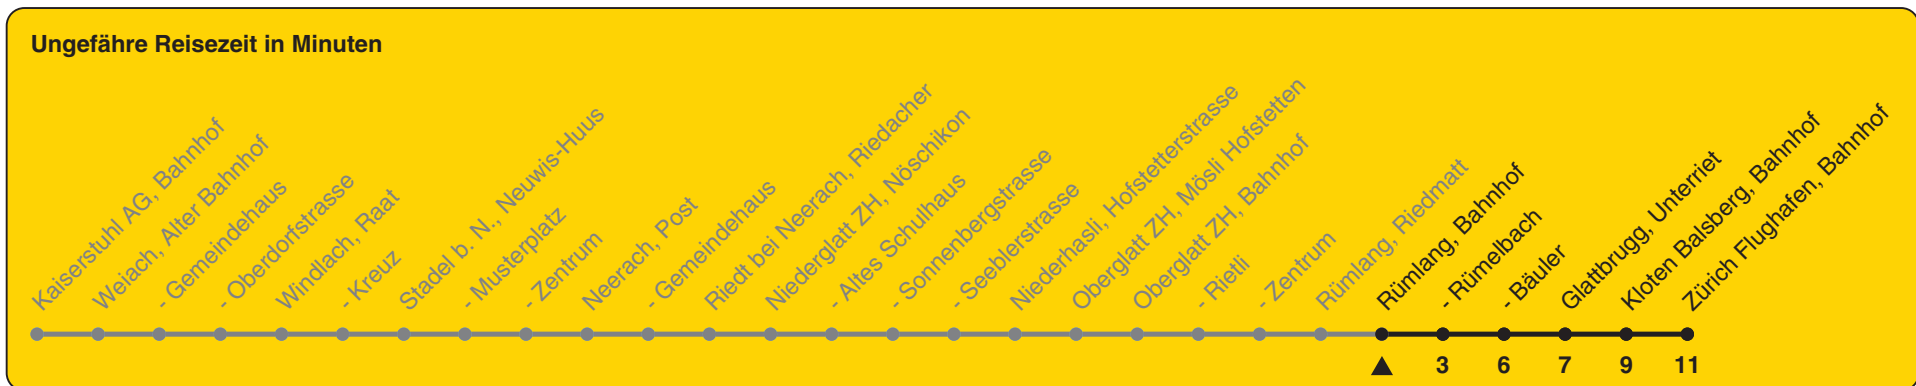 Ungefähre Reisezeit in Minuten
Kaiserstuhl AG, Bahnhof
Weiach, Alter Bahnhof
- Gemeindehaus
- Oberdorfstrasse
Windlach, Raat
- Kreuz
Stadel b. N., Neuwis-Huus
- Musterplatz
- Zentrum
Neerach, Post
- Gemeindehaus
Riedt bei Neerach, Riedacher
Niederglatt ZH, Nöschikon
- Altes Schulhaus
- Sonnenbergstrasse
- Seeblerstrasse
Niederhasli, Hofstetterstrasse
Oberglatt ZH, Mösli Hofstetten
Oberglatt ZH, Bahnhof
- Rietli
- Zentrum
Rümlang, Riedmatt
Rümlang, Bahnhof
- Rümelbach
- Bäuler
Glattbrugg, Unterriet
Kloten Balsberg, Bahnhof
Zürich Flughafen, Bahnhof
3 6 7 9 11